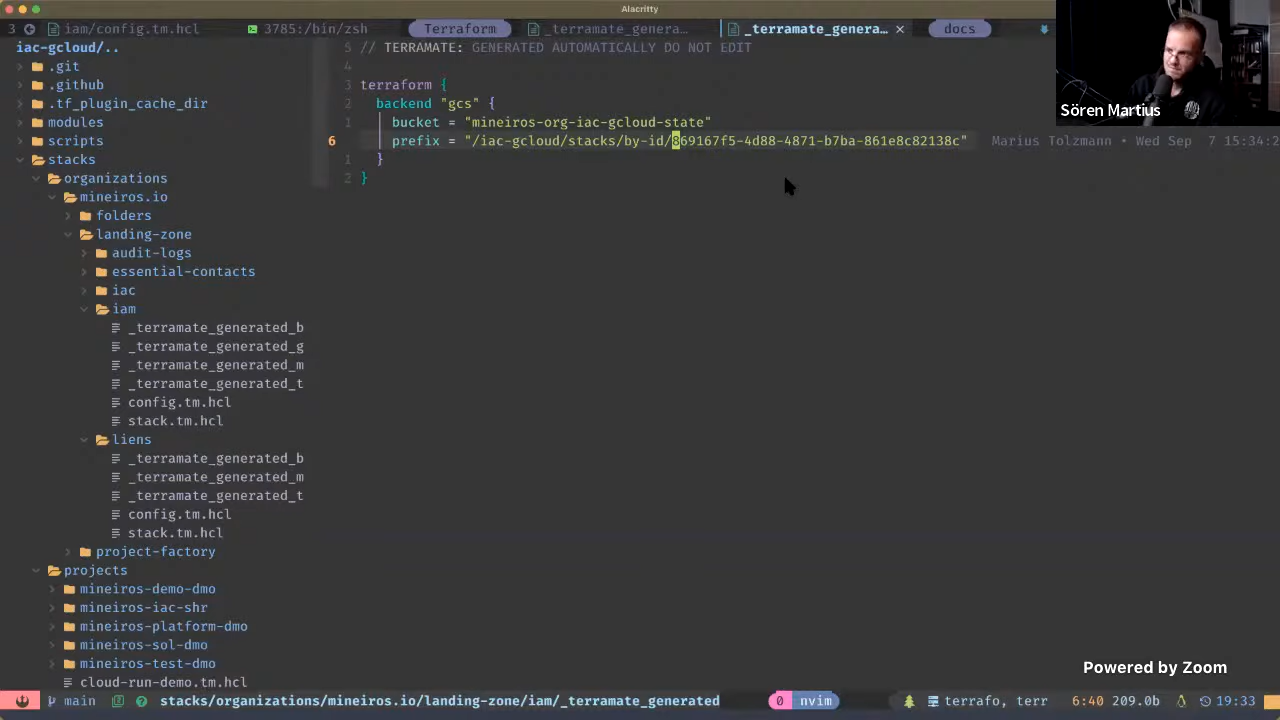 Alacritty
3 iam/config.tm.hcl 3785:/bin/zsh Terraform _terramate_genera... _terramate_genera... × docs
iac-gcloud/..
.git
.github
.tf_plugin_cache_dir
modules
scripts
stacks
organizations
mineiros.io
folders
landing-zone
audit-logs
essential-contacts
iac
iam
_terramate_generated_b
_terramate_generated_g
_terramate_generated_m
_terramate_generated_t
config.tm.hcl
stack.tm.hcl
liens
_terramate_generated_b
_terramate_generated_m
_terramate_generated_t
config.tm.hcl
stack.tm.hcl
project-factory
projects
mineiros-demo-dmo
mineiros-iac-shr
mineiros-platform-dmo
mineiros-sol-dmo
mineiros-test-dmo
cloud-run-demo.tm.hcl
5 // TERRAMATE: GENERATED AUTOMATICALLY DO NOT EDIT
4
3 terraform {
2 backend "gcs" {
1 bucket = "mineiros-org-iac-gcloud-state"
6 prefix = "/iac-gcloud/stacks/by-id/869167f5-4d88-4871-b7ba-861e8c82138c" Marius Tolzmann • Wed Sep 7 15:34:2
1 }
2 }
Sören Martius
Powered by Zoom
main stacks/organizations/mineiros.io/landing-zone/iam/_terramate_generated 0 nvim terrafo, terr 6:40 209.0b 19:33